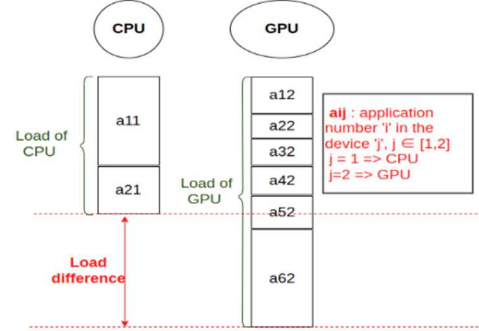 CPU
GPU
a11
a21
a12
a22
a32
a42
a52
a62
Load of
CPU
Load of
GPU
Load
difference
aij : application
number 'i' in the
device 'j', j ∈ [1,2]
j = 1 => CPU
j=2 => GPU